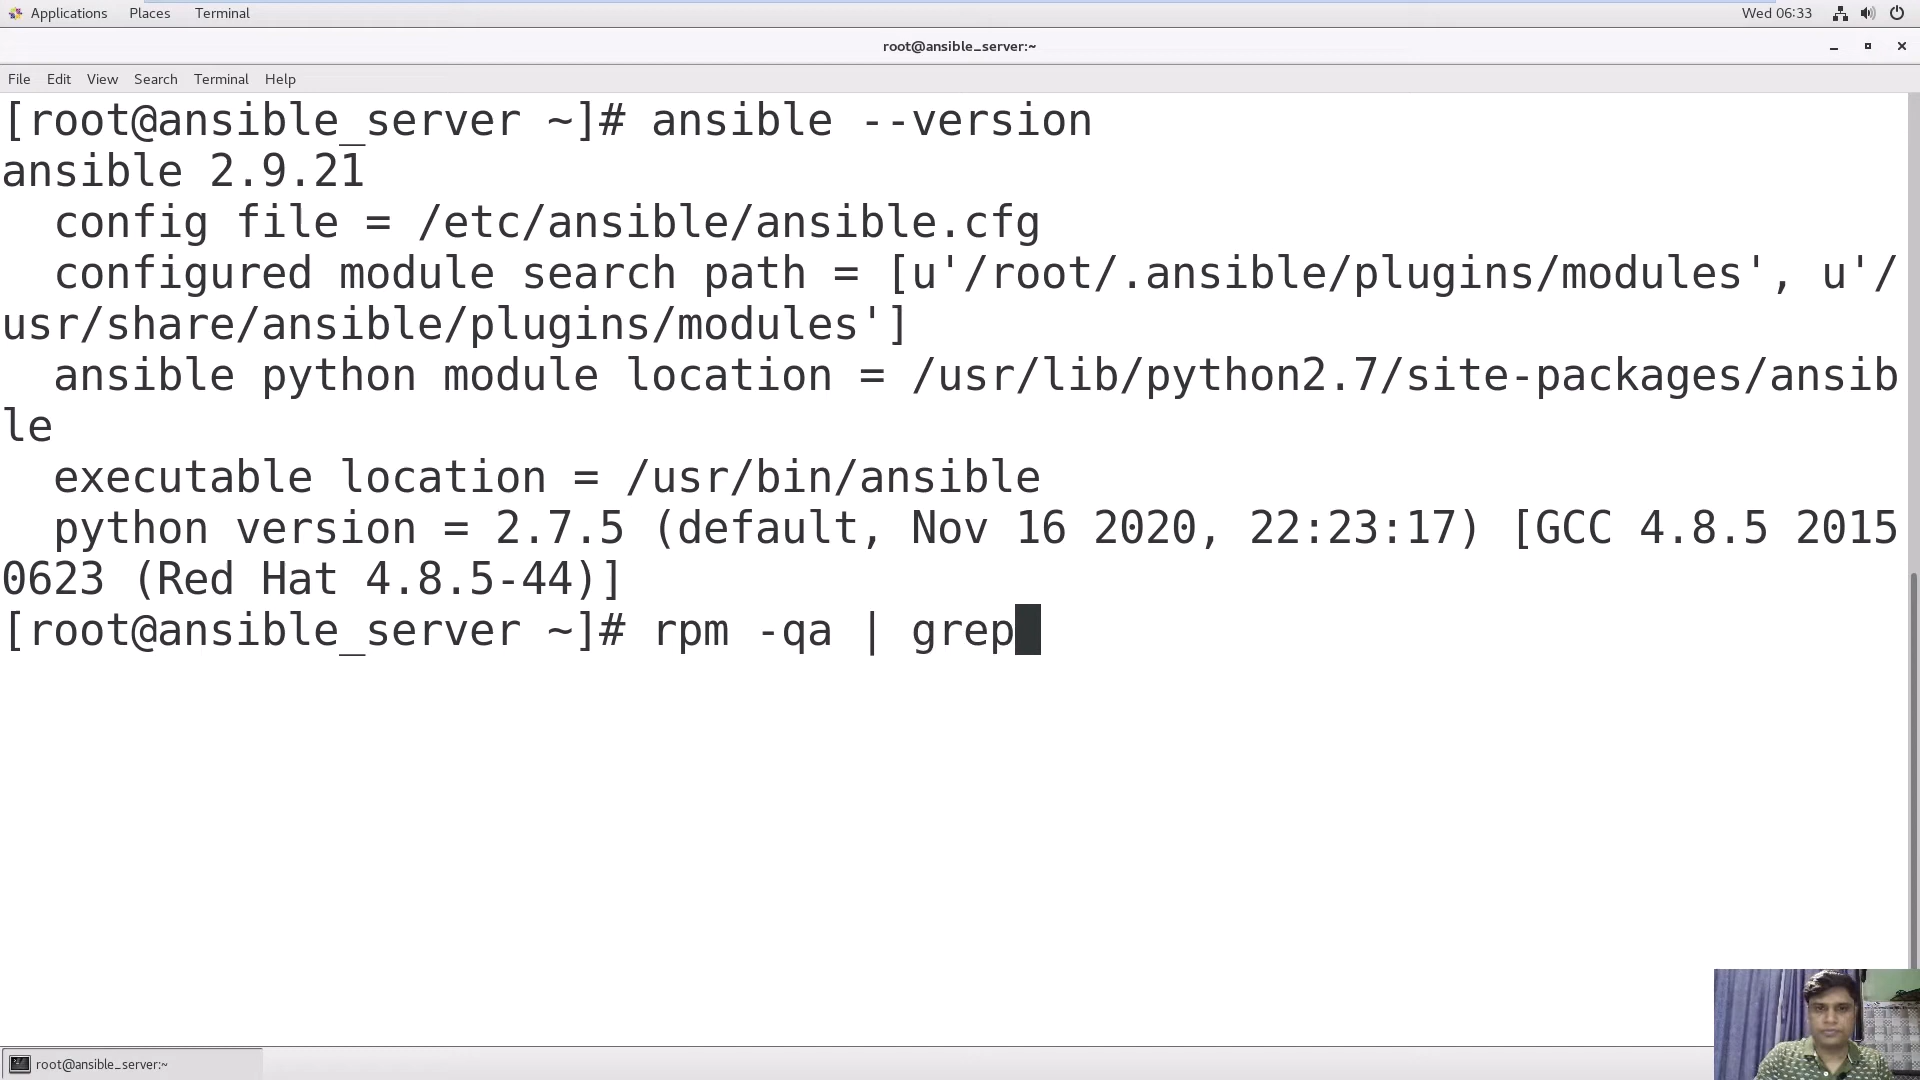 Applications Places Terminal Wed 06:33
root@ansible_server:~
File Edit View Search Terminal Help
[root@ansible_server ~]# ansible --version
ansible 2.9.21
  config file = /etc/ansible/ansible.cfg
  configured module search path = [u'/root/.ansible/plugins/modules', u'/
usr/share/ansible/plugins/modules']
  ansible python module location = /usr/lib/python2.7/site-packages/ansib
le
  executable location = /usr/bin/ansible
  python version = 2.7.5 (default, Nov 16 2020, 22:23:17) [GCC 4.8.5 2015
0623 (Red Hat 4.8.5-44)]
[root@ansible_server ~]# rpm -qa | grep
root@ansible_server:~